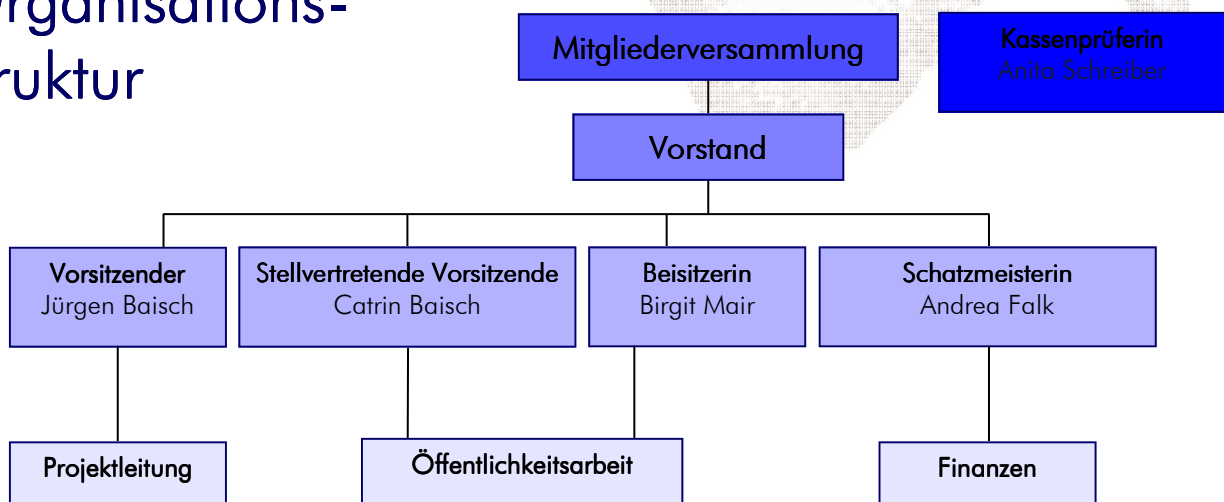 rganisations-
ruktur
Mitgliederversammlung
Kassenprüferin
Anita Schreiber
Vorstand
Vorsitzender
Jürgen Baisch
Stellvertretende Vorsitzende
Catrin Baisch
Beisitzerin
Birgit Mair
Schatzmeisterin
Andrea Falk
Projektleitung
Öffentlichkeitsarbeit
Finanzen